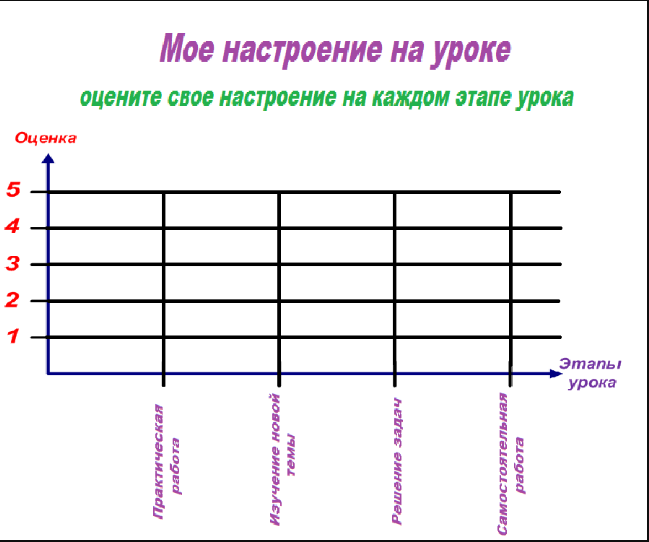 Мое настроение на уроке
оцените свое настроение на каждом этапе урока
Оценка
5
4
3
2
1
Этапы
урока
Практическая
работа
Изучение новой
темы
Решение задач
Самостоятельная
работа